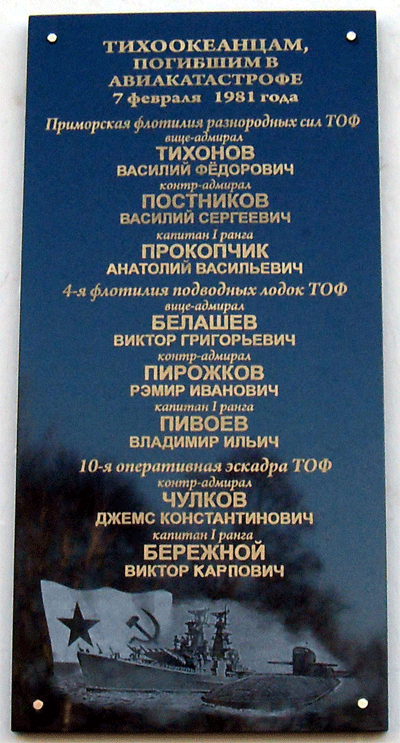 ТИХООКЕАНЦАМ,
ПОГИБШИМ В
АВИАКАТАСТРОФЕ
7 февраля 1981 года
Приморская флотилия разнородных сил ТОФ
вице-адмирал
ТИХОНОВ
ВАСИЛИЙ ФЁДОРОВИЧ
контр-адмирал
ПОСТНИКОВ
ВАСИЛИЙ СЕРГЕЕВИЧ
капитан I ранга
ПРОКОПЧИК
АНАТОЛИЙ ВАСИЛЬЕВИЧ
4-я флотилия подводных лодок ТОФ
вице-адмирал
БЕЛАШЕВ
ВИКТОР ГРИГОРЬЕВИЧ
контр-адмирал
ПИРОЖКОВ
РЭМИР ИВАНОВИЧ
капитан I ранга
ПИВОЕВ
ВЛАДИМИР ИЛЬИЧ
10-я оперативная эскадра ТОФ
контр-адмирал
ЧУЛКОВ
ДЖЕМС КОНСТАНТИНОВИЧ
капитан I ранга
БЕРЕЖНОЙ
ВИКТОР КАРПОВИЧ